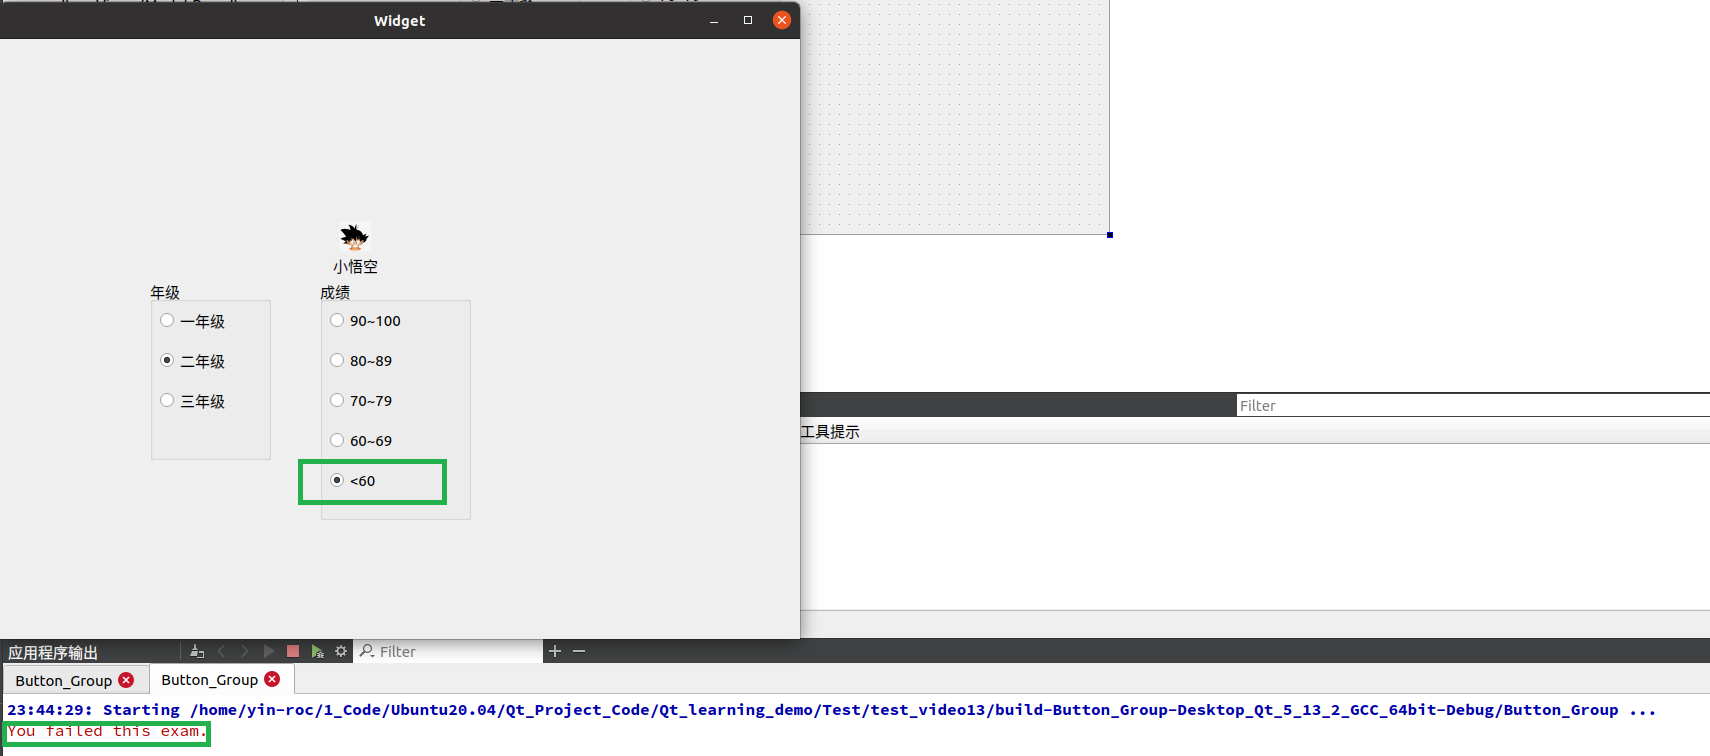 Widget
小悟空
年级
一年级
二年级
三年级
成绩
90~100
80~89
70~79
60~69
<60
Filter
工具提示
应用程序输出
Filter
Button_Group
Button_Group
23:44:29: Starting /home/yin-roc/1_Code/Ubuntu20.04/Qt_Project_Code/Qt_learning_demo/Test/test_video13/build-Button_Group-Desktop_Qt_5_13_2_GCC_64bit-Debug/Button_Group ...
You failed this exam.